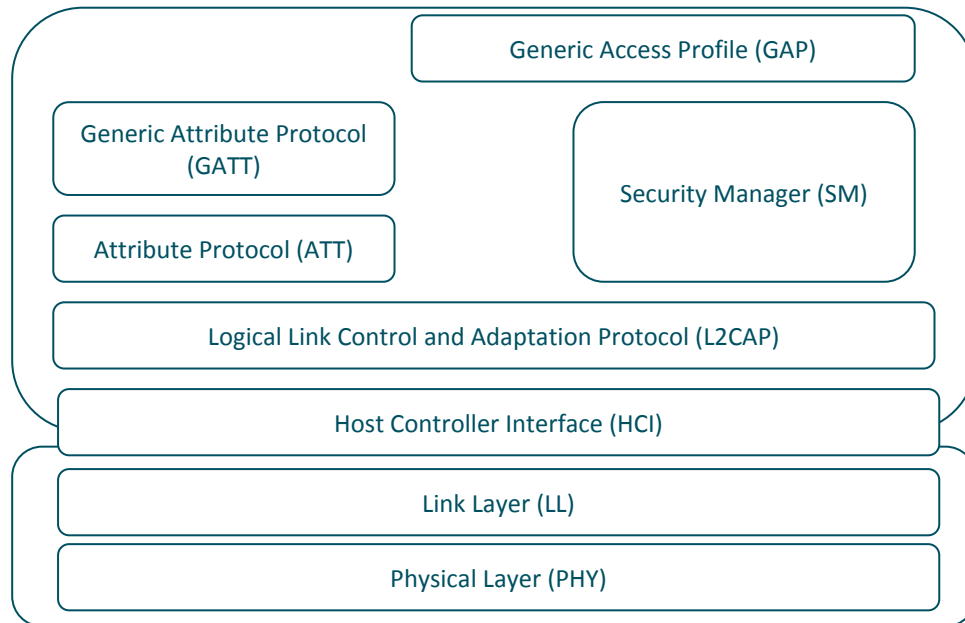 Generic Access Profile (GAP)
Generic Attribute Protocol
(GATT)
Security Manager (SM)
Attribute Protocol (ATT)
Logical Link Control and Adaptation Protocol (L2CAP)
Host Controller Interface (HCI)
Link Layer (LL)
Physical Layer (PHY)